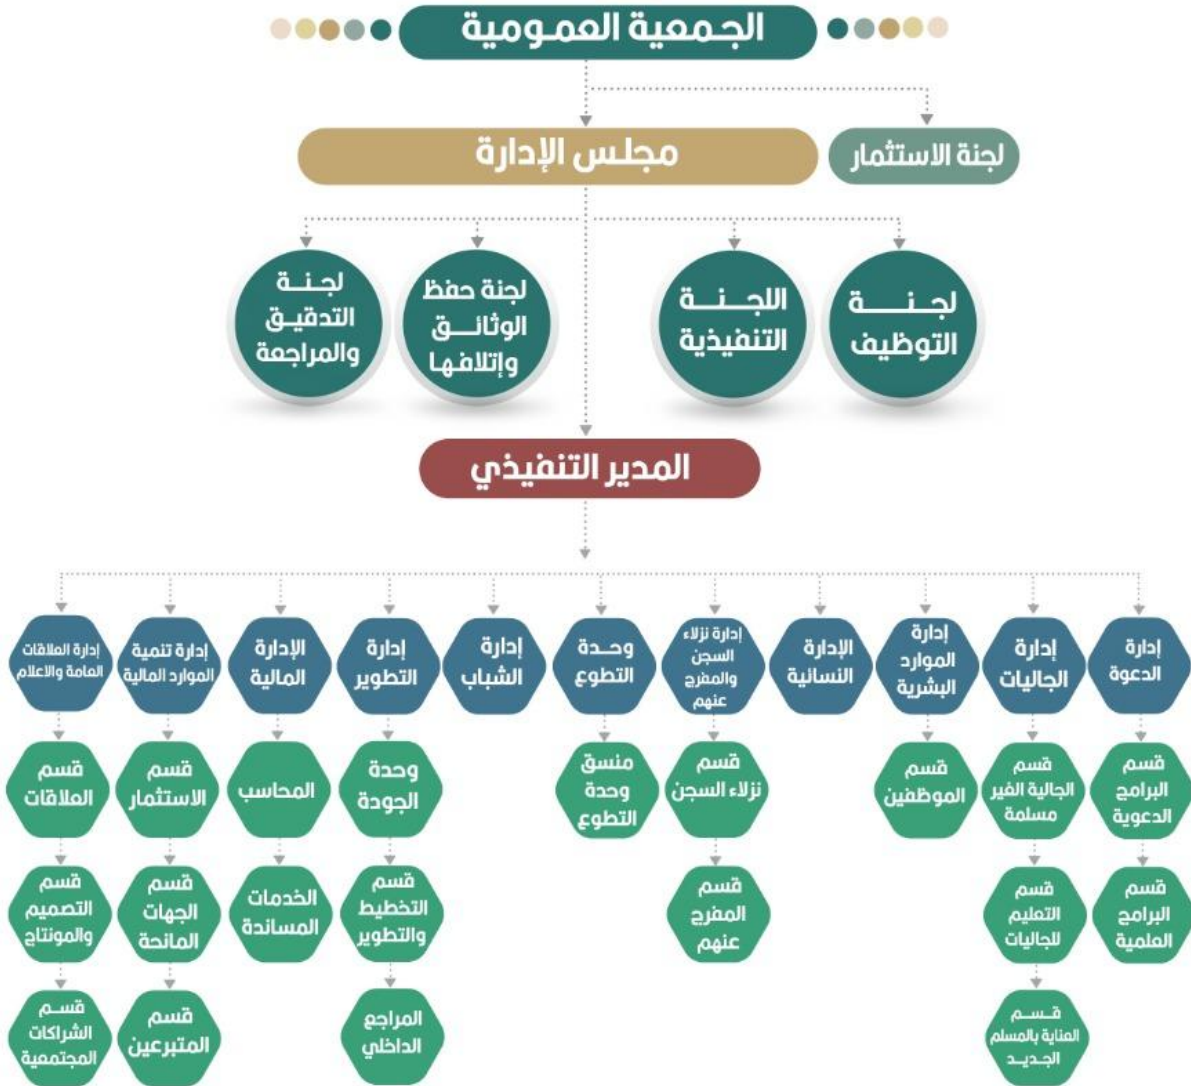 الجمعية العمومية
لجنة الاستثمار
مجلس الإدارة
لجنة
التوظيف
اللجنة
التنفيذية
لجنة حفظ
الوثائق
وإتلافها
لجنة
التدقيق
والمراجعة
المدير التنفيذي
إدارة
الدعوة
إدارة
الجاليات
إدارة
الموارد
البشرية
الإدارة
النسائية
إدارة نزلاء
السجن
والمفرج
عنهم
وحدة
التطوع
إدارة
الشباب
إدارة
التطوير
الإدارة
المالية
إدارة تنمية
الموارد المالية
إدارة العلاقات
العامة والاعلام
قسم
البرامج
الدعوية
قسم
الجالية الغير
مسلمة
قسم
الموظفين
قسم
نزلاء السجن
منسق
وحدة
التطوع
وحدة
الجودة
المحاسب
قسم
الاستثمار
قسم
العلاقات
قسم
البرامج
العلمية
قسم
التعليم
للجاليات
قسم
المفرج
عنهم
قسم
التخطيط
والتطوير
الخدمات
المساندة
قسم
الجهات
المانحة
قسم
التصميم
والمونتاج
قسم
العناية بالمسلم
الجديد
المراجع
الداخلي
قسم
المتبرعين
قسم
الشراكات
المجتمعية